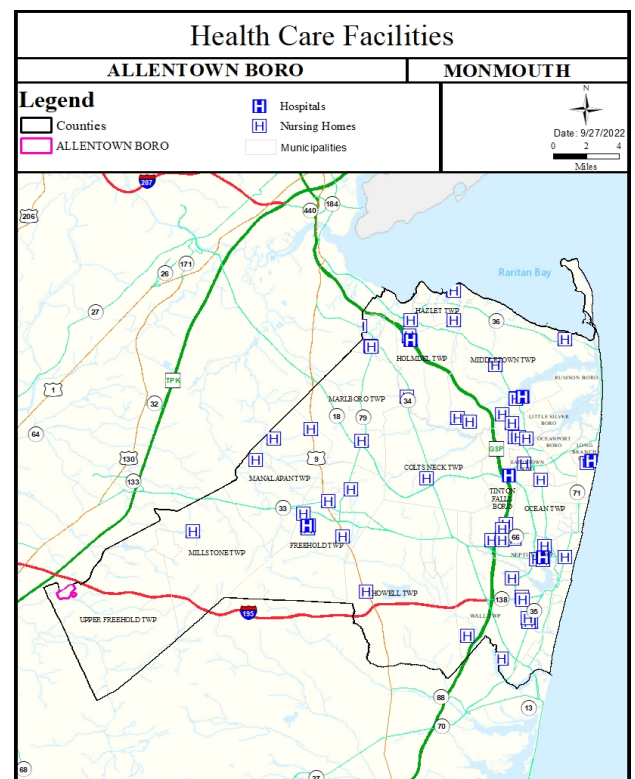 Health Care Facilities
ALLENTOWN BORO
MONMOUTH
Legend
Counties
ALLENTOWN BORO
H Hospitals
H Nursing Homes
Municipalities
N
Date: 9/27/2022
0 2 4
Miles
287
206
440
184
171
26
27
Raritan Bay
HAZLET TWP
36
HOLMDEL TWP
MIDDLETOWN TWP
1
TPK
RUMSON BORO
32
MARLBORO TWP
34
18
79
LITTLE SILVER
BORO
64
OCEANPORT
BORO
LONG
BRANCH
130
9
GSP
133
COLTS NECK TWP
MANALAPAN TWP
TINTON
FALLS
BORO
71
33
OCEAN TWP
MILLSTONE TWP
FREEHOLD TWP
66
HOWELL TWP
138
195
35
UPPER FREEHOLD TWP
WALL TWP
88
13
70
68
37